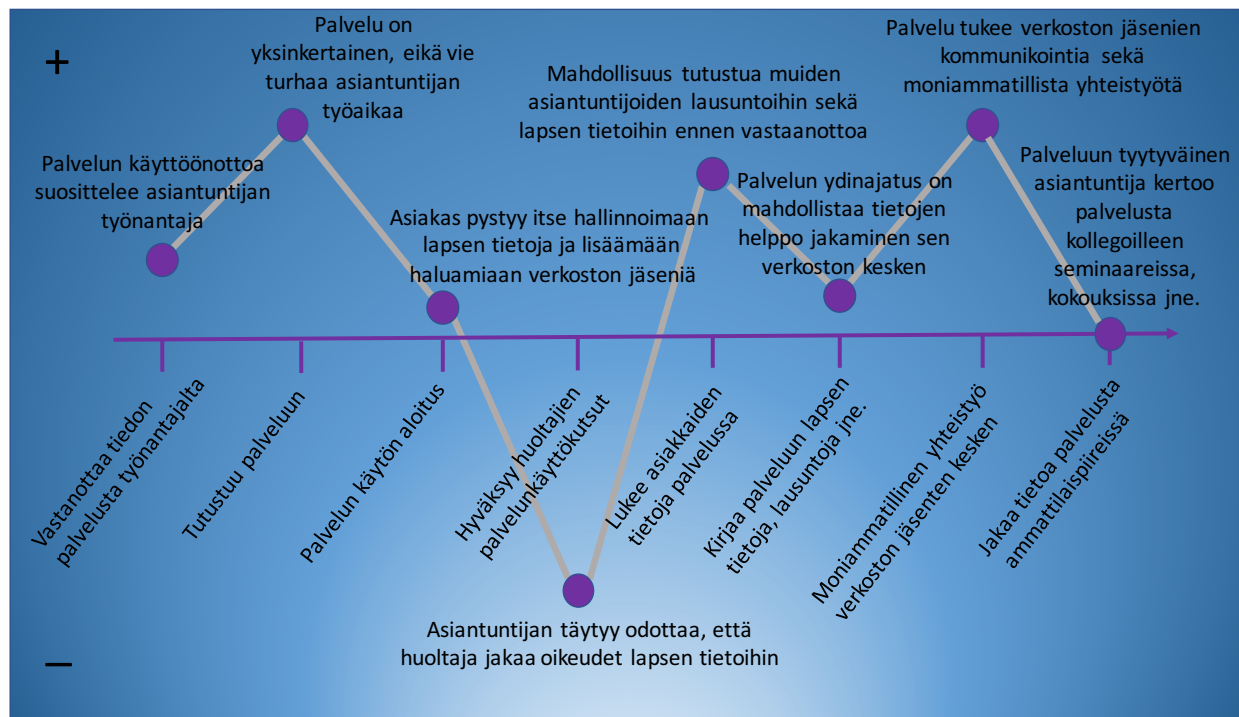 +
Palvelu on
yksinkertainen, eikä vie
turhaa asiantuntijan
työaikaa
Palvelu tukee verkoston jäsenien
kommunikointia sekä
moniammatillista yhteistyötä
Mahdollisuus tutustua muiden
asiantuntijoiden lausuntoihin sekä
lapsen tietoihin ennen vastaanottoa
Palvelun käyttöönottoa
suosittelee asiantuntijan
työnantaja
Palveluun tyytyväinen
asiantuntija kertoo
palvelusta
kollegoilleen
seminaareissa,
kokouksissa jne.
Palvelun ydinajatus on
mahdollistaa tietojen
helppo jakaminen sen
verkoston kesken
Asiakas pystyy itse hallinnoimaan
lapsen tietoja ja lisäämään
haluamiaan verkoston jäseniä
Vastanottaa tiedon
palvelusta työnantajalta
Tutustuu palveluun
Palvelun käytön aloitus
Hyväksyy huoltajien
palvelunkäyttökutsut
Lukee asiakkaiden
tietoja palvelussa
Kirjaa palveluun lapsen
tietoja, lausuntoja jne.
Moniammatillinen yhteistyö
verkoston jäsenten kesken
Jakaa tietoa palvelusta
ammattilaispiireissä
Asiantuntijan täytyy odottaa, että
huoltaja jakaa oikeudet lapsen tietoihin
–